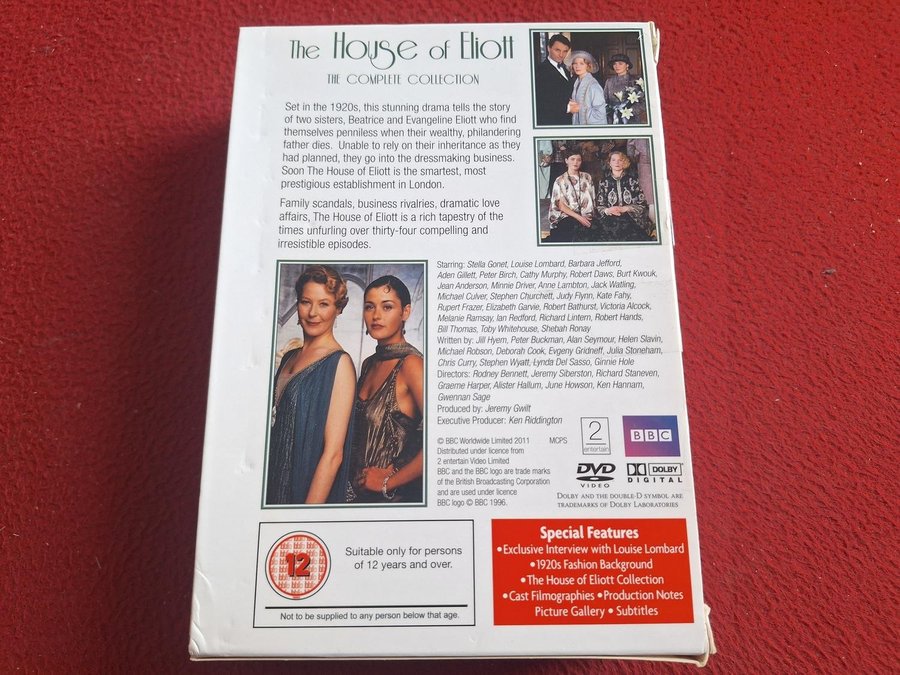 The House of Eliott
THE COMPLETE COLLECTION
Set in the 1920s, this stunning drama tells the story
of two sisters, Beatrice and Evangeline Eliott who find
themselves penniless when their wealthy, philandering
father dies. Unable to rely on their inheritance as they
had planned, they go into the dressmaking business.
Soon The House of Eliott is the smartest, most
prestigious establishment in London.
Family scandals, business rivalries, dramatic love
affairs, The House of Eliott is a rich tapestry of the
times unfurling over thirty-four compelling and
irresistible episodes.
Starring: Stella Gonet, Louise Lombard, Barbara Jefford,
Aden Gillett, Peter Birch, Cathy Murphy, Robert Daws, Burt Kwouk,
Jean Anderson, Minnie Driver, Anne Lambton, Jack Watling,
Michael Culver, Stephen Churchett, Judy Flynn, Kate Fahy,
Rupert Frazer, Elizabeth Garvie, Robert Bathurst, Victoria Alcock,
Melanie Ramsay, Ian Redford, Richard Lintern, Robert Hands,
Bill Thomas, Toby Whitehouse, Shebah Ronay
Written by: Jill Hyem, Peter Buckman, Alan Seymour, Helen Slavin,
Michael Robson, Deborah Cook, Evgeny Gridneff, Julia Stoneham,
Chris Curry, Stephen Wyatt, Lynda Del Sasso, Ginnie Hole
Directors: Rodney Bennett, Jeremy Siberston, Richard Staneven,
Graeme Harper, Alister Hallum, June Howson, Ken Hannam,
Gwennan Sage
Produced by: Jeremy Gwilt
Executive Producer: Ken Riddington
© BBC Worldwide Limited 2011 MCPS
Distributed under licence from
2 entertain Video Limited
BBC and the BBC logo are trade marks
of the British Broadcasting Corporation
and are used under licence
BBC logo © BBC 1996.
2
entertain
BBC
DVD
VIDEO
DOLBY
DIGITAL
DOLBY AND THE DOUBLE-D SYMBOL ARE
TRADEMARKS OF DOLBY LABORATORIES
12
Suitable only for persons
of 12 years and over.
Not to be supplied to any person below that age.
Special Features
•Exclusive Interview with Louise Lombard
•1920s Fashion Background
•The House of Eliott Collection
•Cast Filmographies •Production Notes
Picture Gallery • Subtitles